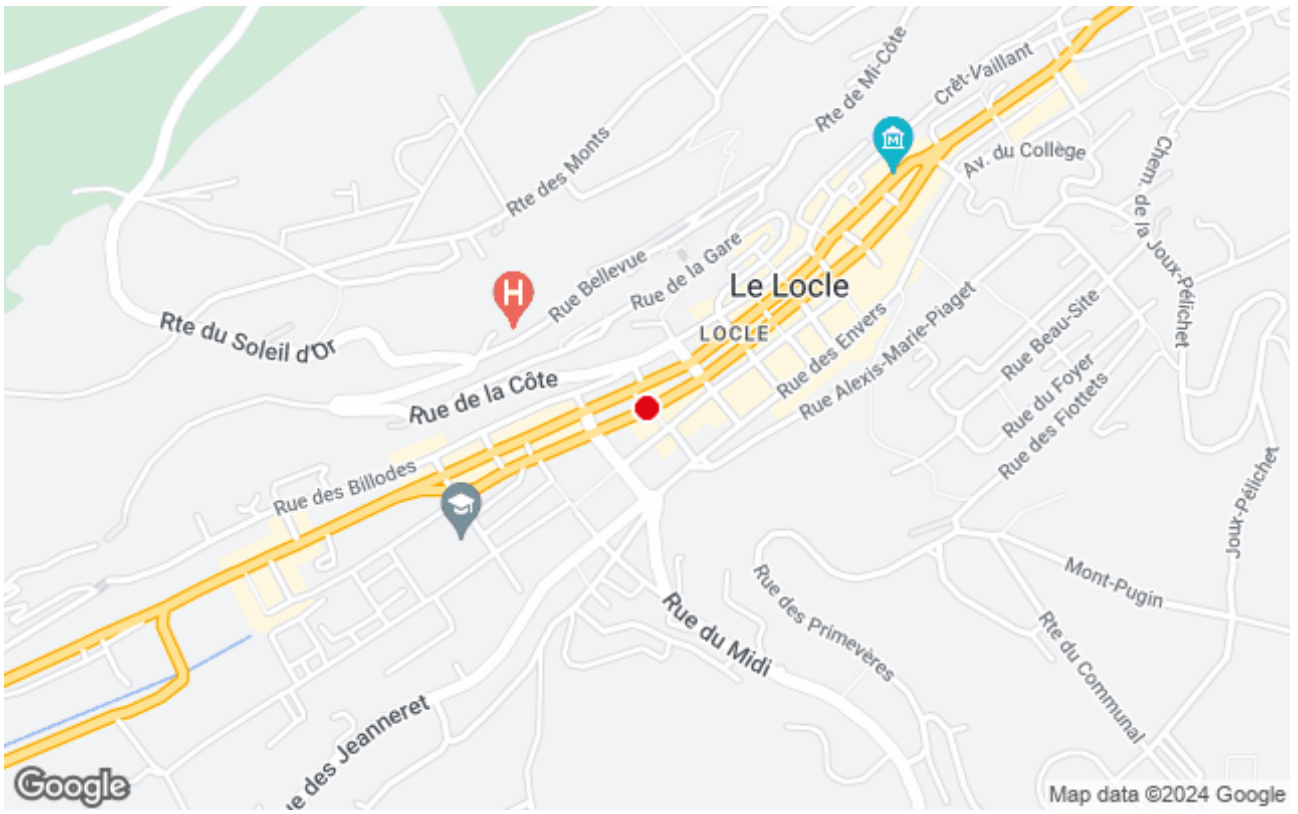 Crêt-Vaillant
Rte de Mi-Côte
Av. du Collège
Rte des Monts
Chem. de la Joux-Pélichet
M
Rue Bellevue
Rue de la Gare
H
Le Locle
LOCLE
Rte du Soleil d'Or
Rue de la Côte
Rue des Envers
Rue Alexis-Marie-Piaget
Rue Beau-Site
Rue du Foyer
Rue des Fiottets
Rue des Billodes
Joux-Pélichet
Mont-Pugin
Rue des Primevères
Rue du Midi
Rte du Communal
ue des Jeanneret
Google
Map data ©2024 Google